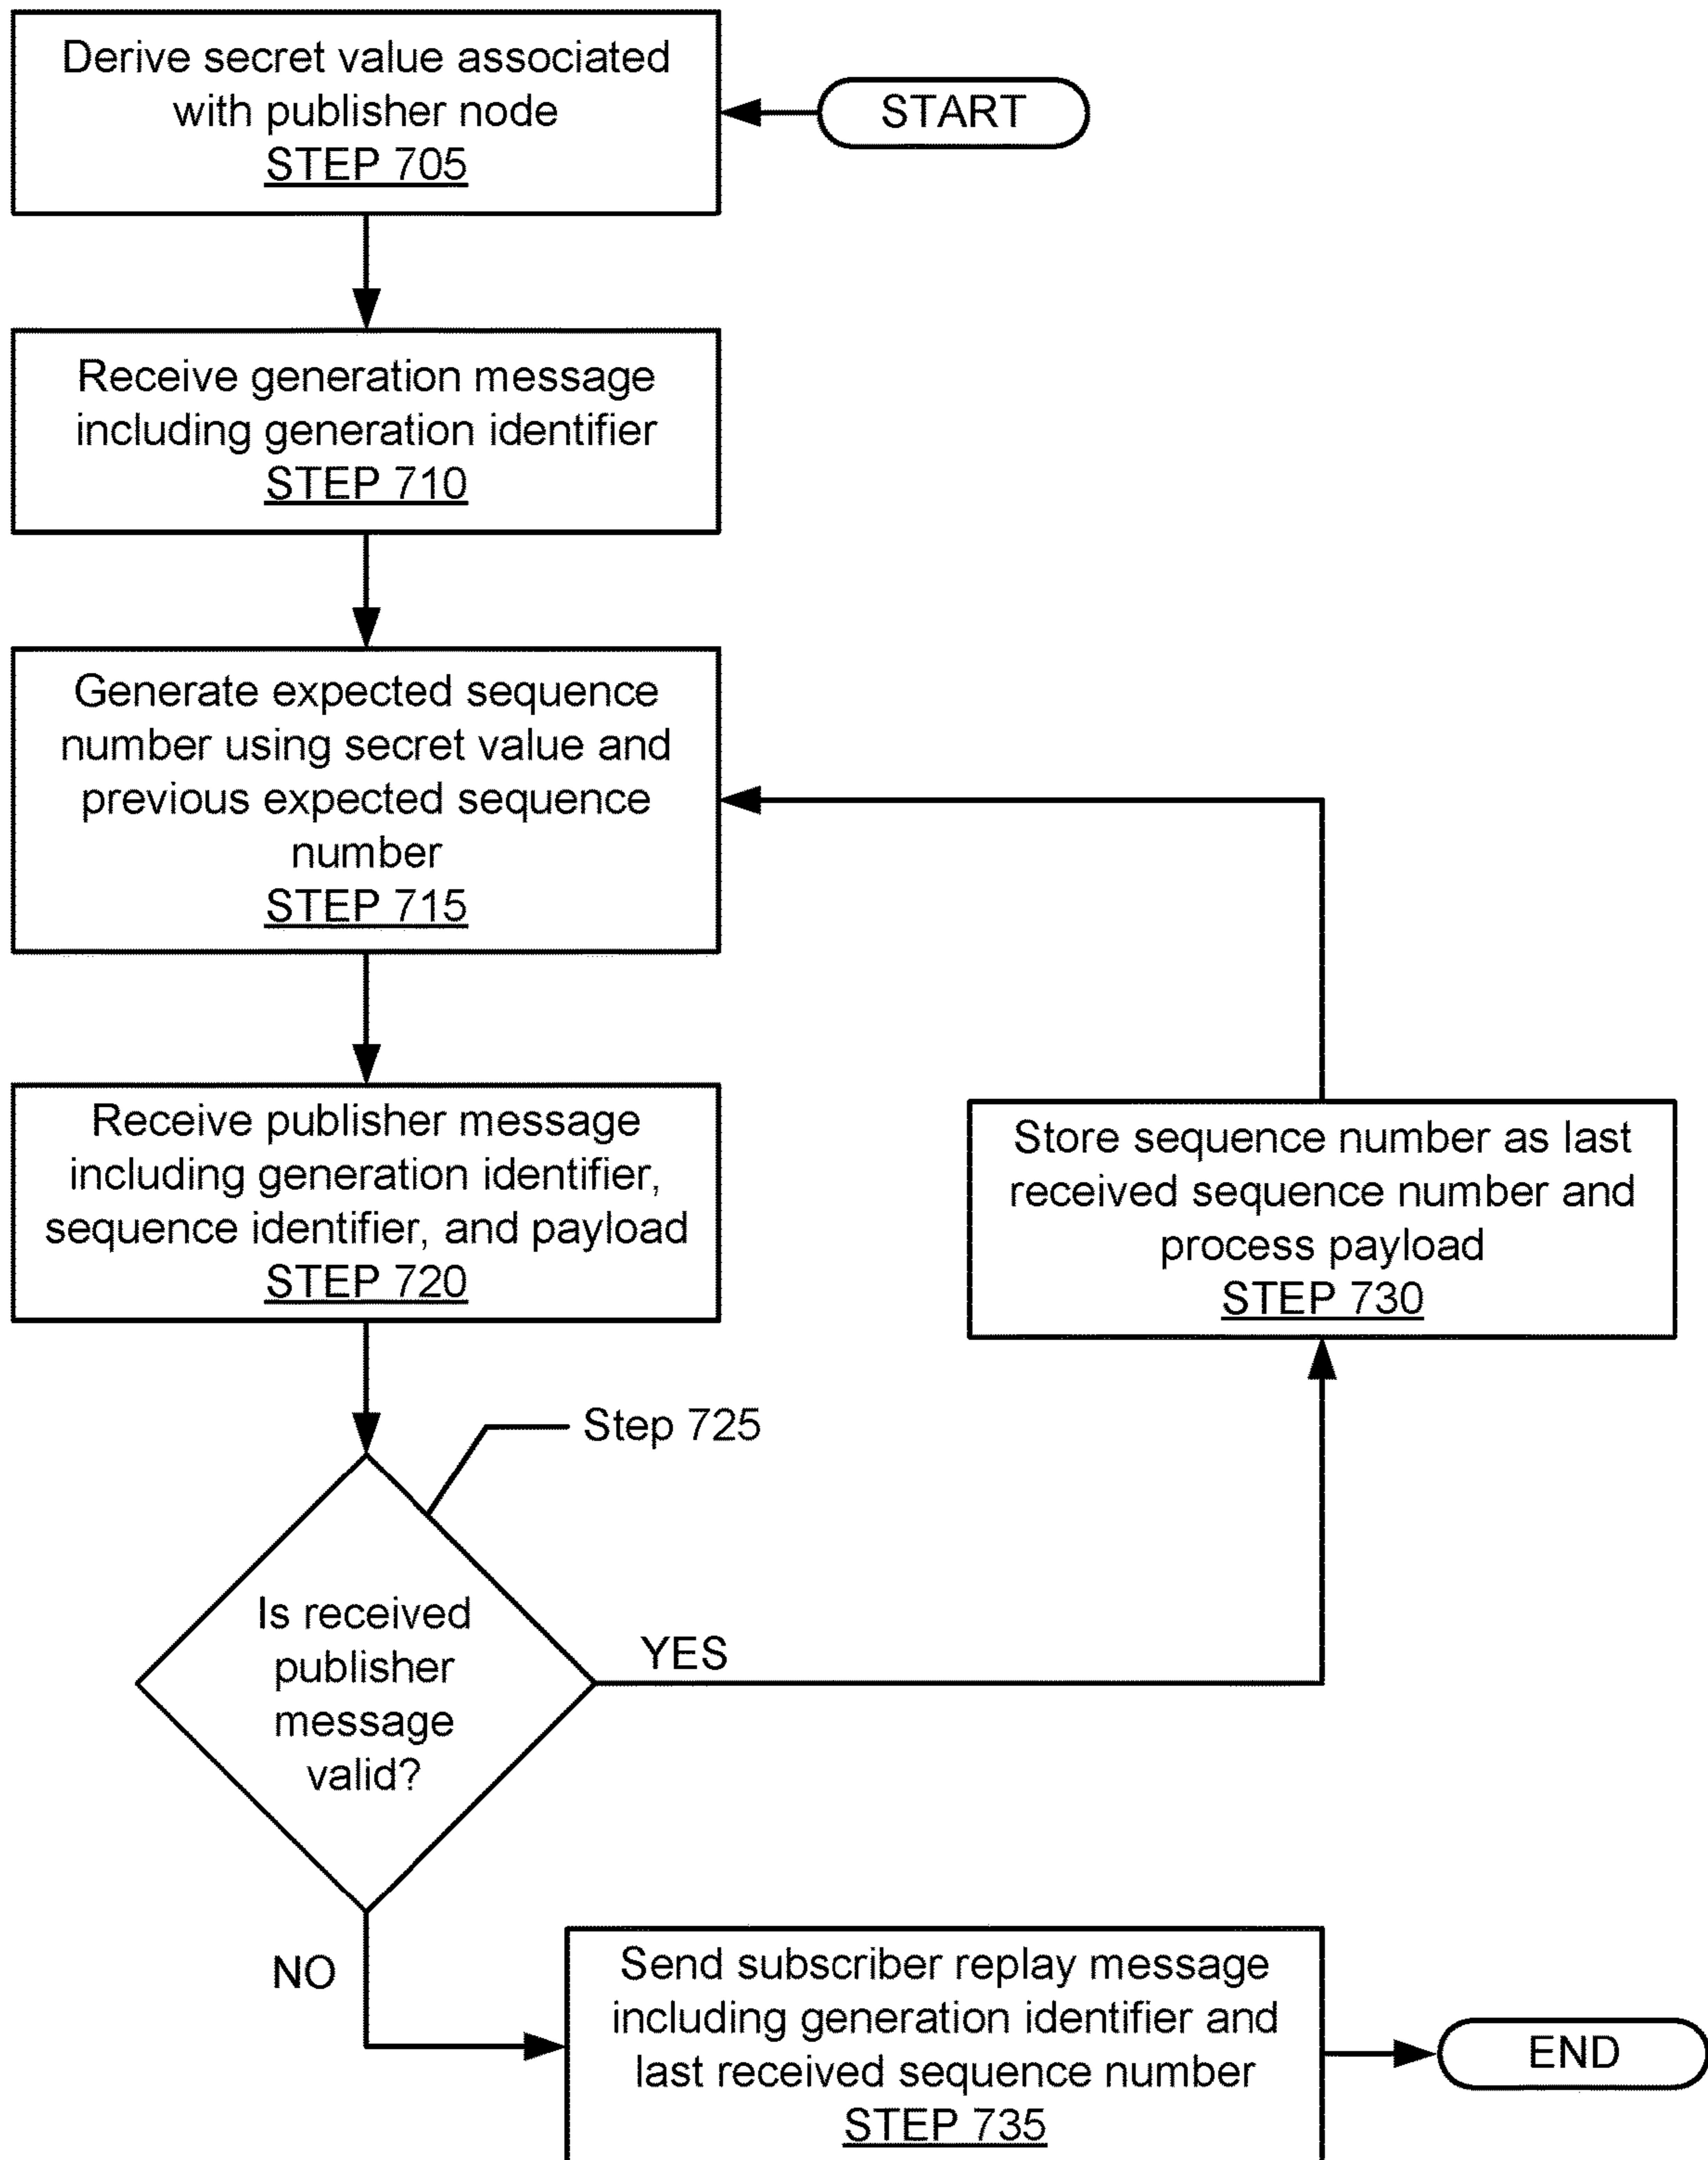 START
Derive secret value associated
with publisher node
STEP 705
Receive generation message
including generation identifier
STEP 710
Generate expected sequence
number using secret value and
previous expected sequence
number
STEP 715
Receive publisher message
including generation identifier,
sequence identifier, and payload
STEP 720
Step 725
Is received
publisher
message
valid?
YES
Store sequence number as last
received sequence number and
process payload
STEP 730
NO
Send subscriber replay message
including generation identifier and
last received sequence number
STEP 735
END